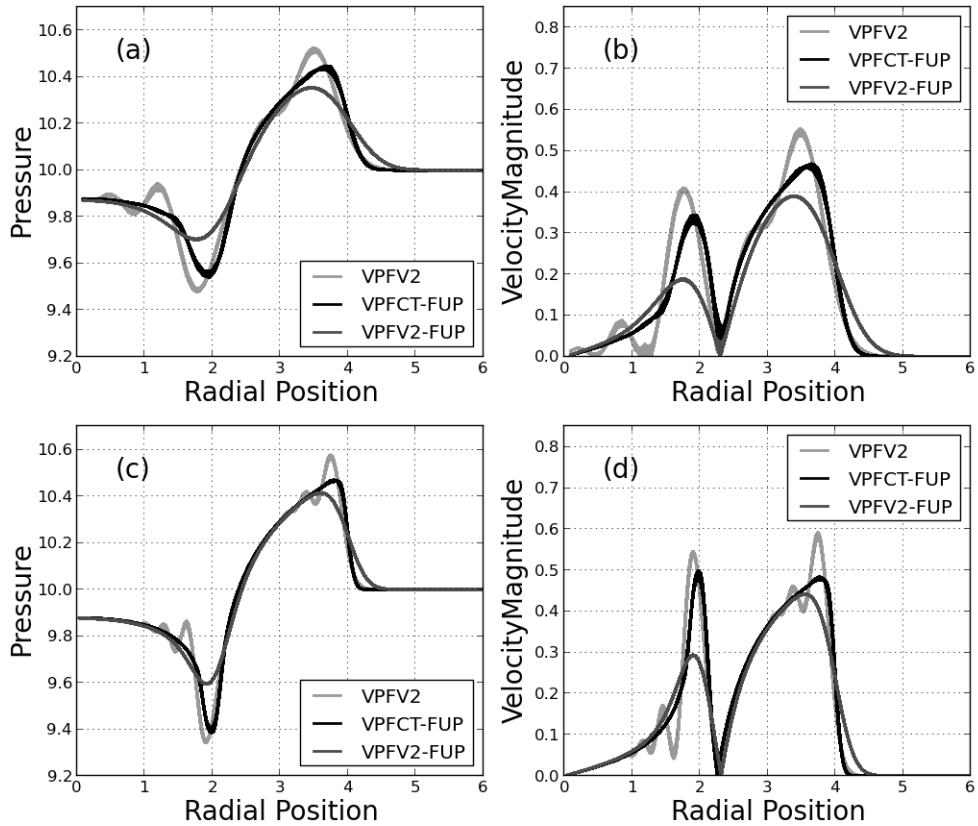 10.6
10.4
10.2
10.0
9.8
9.6
9.4
9.2
Pressure
(a)
VPFV2
VPFCT-FUP
VPFV2-FUP
0 1 2 3 4 5 6
Radial Position
0.8
0.7
0.6
0.5
0.4
0.3
0.2
0.1
0.0
VelocityMagnitude
(b)
VPFV2
VPFCT-FUP
VPFV2-FUP
0 1 2 3 4 5 6
Radial Position
10.6
10.4
10.2
10.0
9.8
9.6
9.4
9.2
Pressure
(c)
VPFV2
VPFCT-FUP
VPFV2-FUP
0 1 2 3 4 5 6
Radial Position
0.8
0.7
0.6
0.5
0.4
0.3
0.2
0.1
0.0
VelocityMagnitude
(d)
VPFV2
VPFCT-FUP
VPFV2-FUP
0 1 2 3 4 5 6
Radial Position